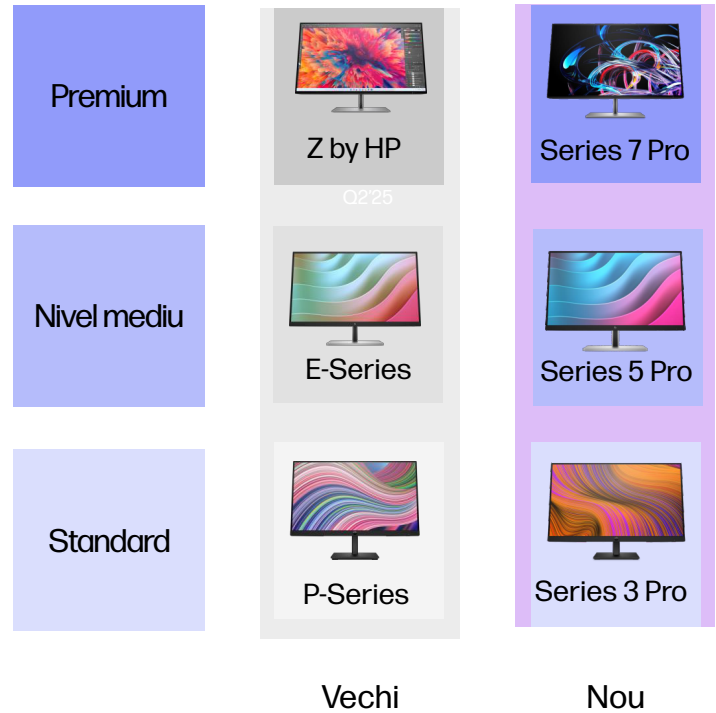 Premium
Z by HP
Series 7 Pro
Q2'25
Nivel mediu
E-Series
Series 5 Pro
Standard
P-Series
Series 3 Pro
Vechi
Nou